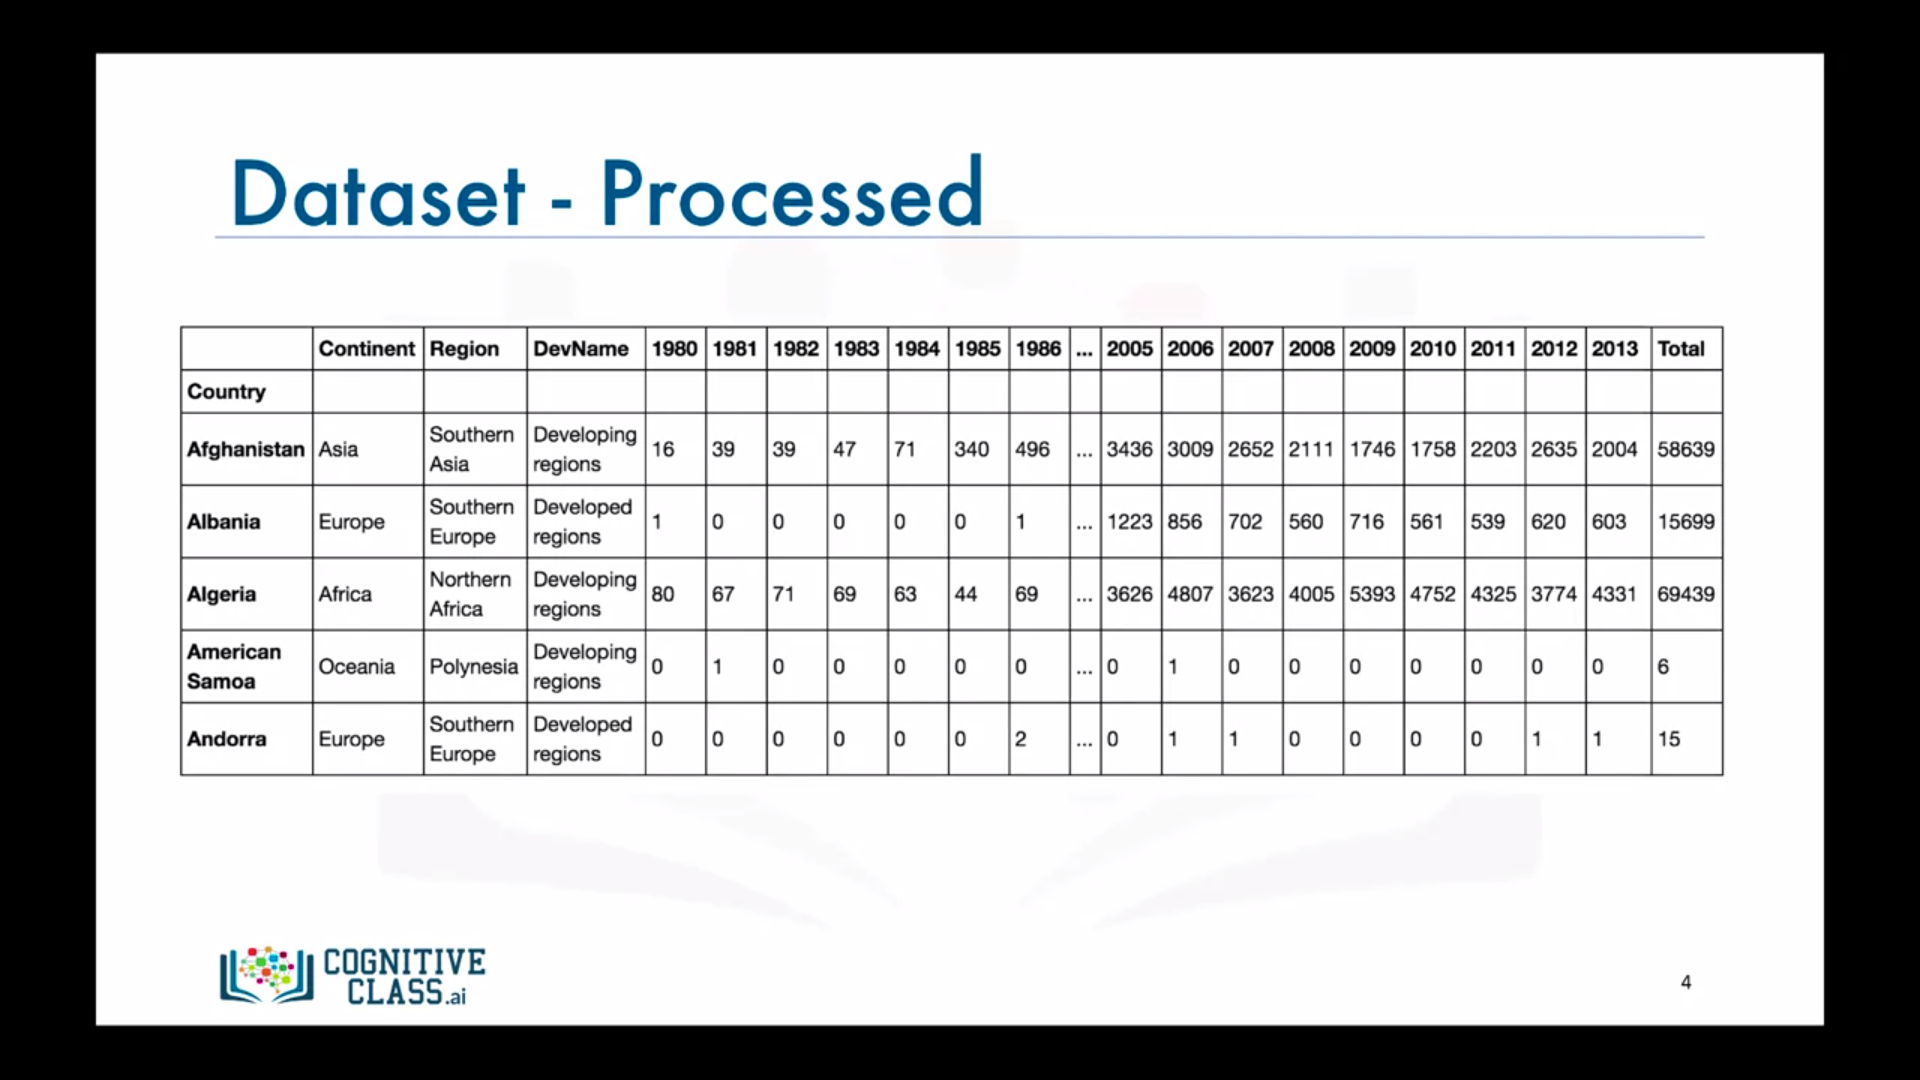 Dataset - Processed
Continent Region DevName 1980 1981 1982 1983 1984 1985 1986 ... 2005 2006 2007 2008 2009 2010 2011 2012 2013 Total
Country
Afghanistan Asia Southern Asia Developing regions 16 39 39 47 71 340 496 ... 3436 3009 2652 2111 1746 1758 2203 2635 2004 58639
Albania Europe Southern Europe Developed regions 1 0 0 0 0 0 1 ... 1223 856 702 560 716 561 539 620 603 15699
Algeria Africa Northern Africa Developing regions 80 67 71 69 63 44 69 ... 3626 4807 3623 4005 5393 4752 4325 3774 4331 69439
American Samoa Oceania Polynesia Developing regions 0 1 0 0 0 0 0 ... 0 1 0 0 0 0 0 0 0 6
Andorra Europe Southern Europe Developed regions 0 0 0 0 0 0 2 ... 0 1 1 0 0 0 0 1 1 15
COGNITIVE
CLASS.ai
4